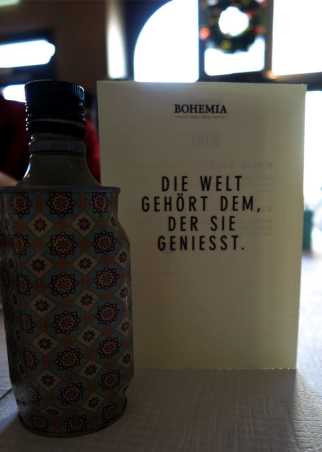 BOHEMIA
DIE WELT
GEHÖRT DEM,
DER SIE
GENIESST.